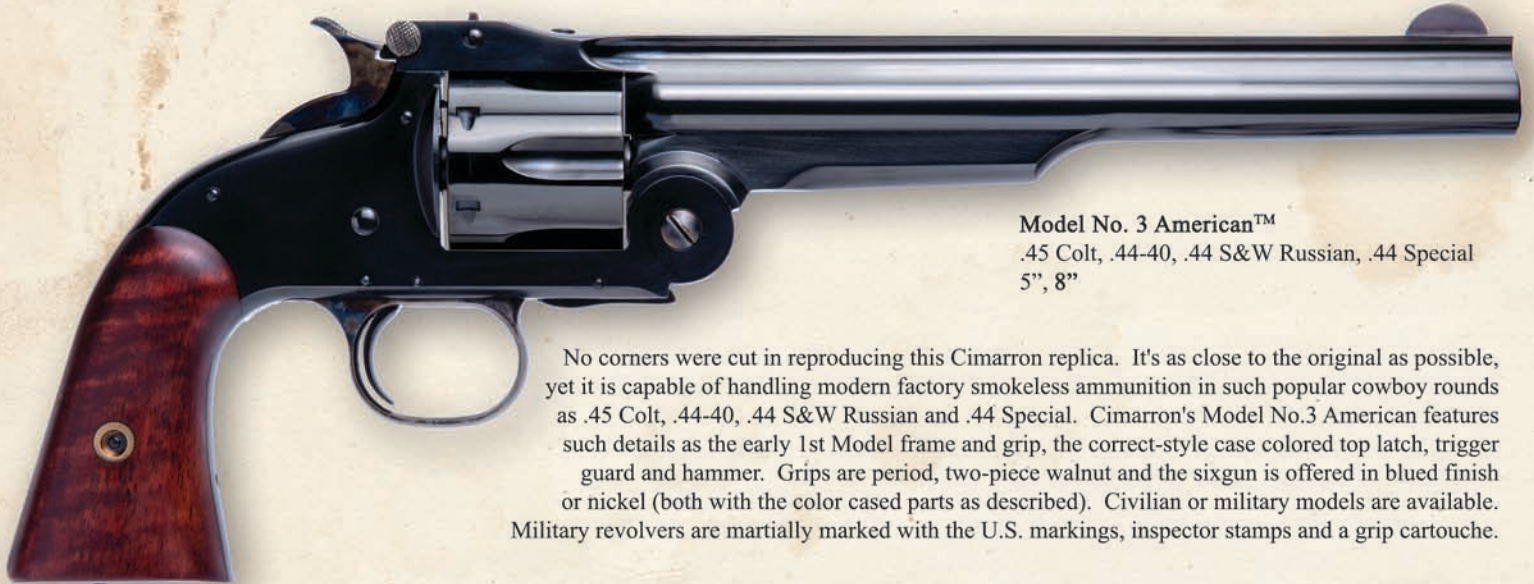 Model No. 3 American™
.45 Colt, .44-40, .44 S&W Russian, .44 Special
5”, 8”
No corners were cut in reproducing this Cimarron replica. It's as close to the original as possible,
yet it is capable of handling modern factory smokeless ammunition in such popular cowboy rounds
as .45 Colt, .44-40, .44 S&W Russian and .44 Special. Cimarron's Model No.3 American features
such details as the early 1st Model frame and grip, the correct-style case colored top latch, trigger
guard and hammer. Grips are period, two-piece walnut and the sixgun is offered in blued finish
or nickel (both with the color cased parts as described). Civilian or military models are available.
Military revolvers are martially marked with the U.S. markings, inspector stamps and a grip cartouche.